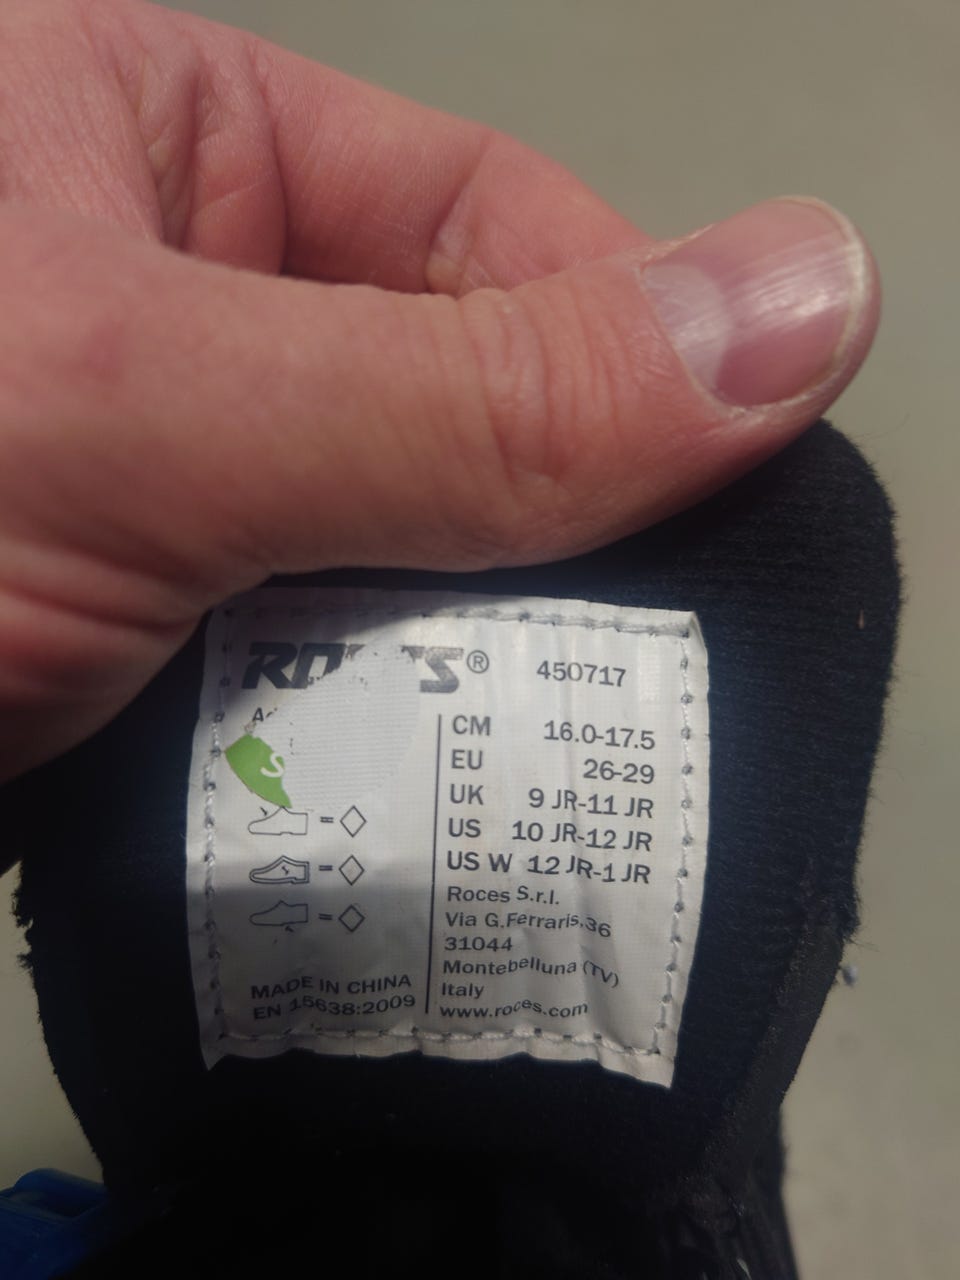 ROCES®
450717
CM 16.0-17.5
EU 26-29
UK 9 JR-11 JR
US 10 JR-12 JR
US W 12 JR-1 JR
Roces S.r.l.
Via G.Ferraris,36
31044
Montebelluna (TV)
Italy
www.roces.com
S
= ◇
= ◇
= ◇
MADE IN CHINA
EN 15638:2009